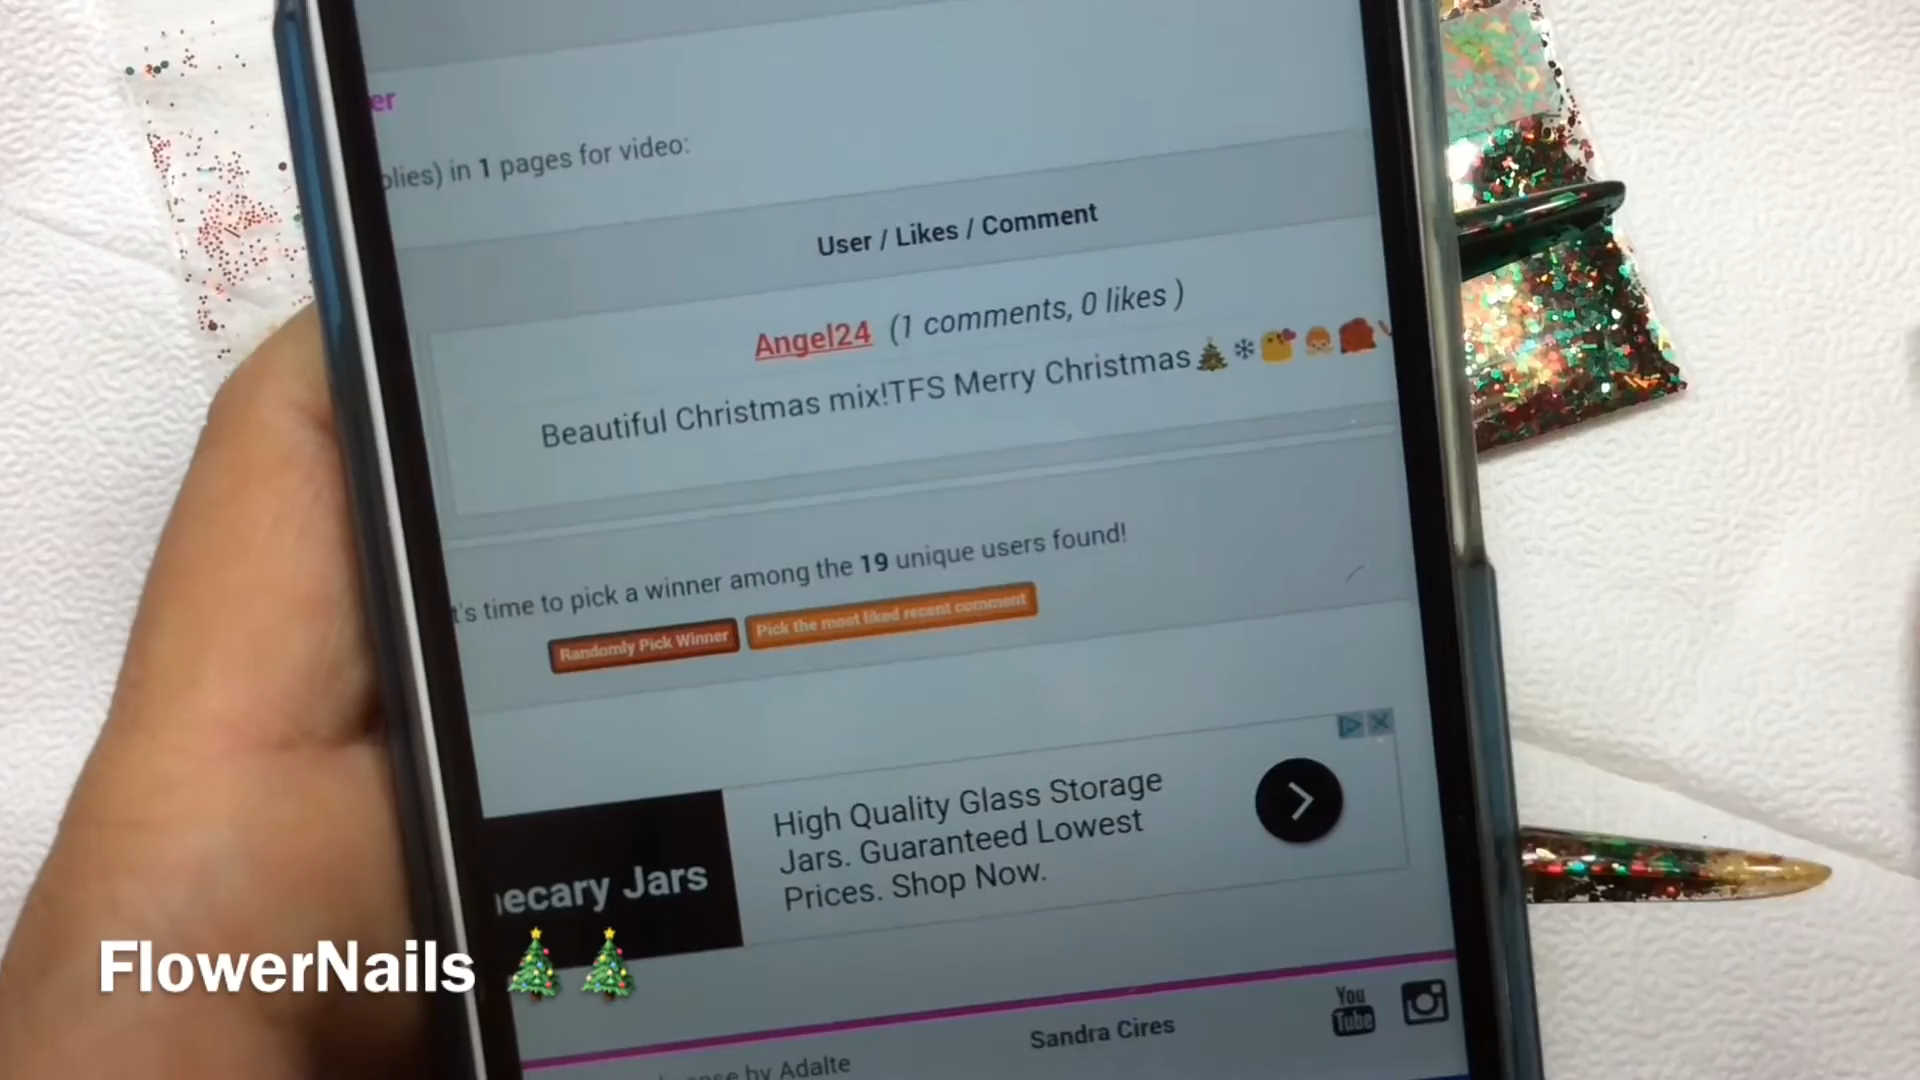 er
plies) in 1 pages for video:
User / Likes / Comment
Angel24 (1 comments, 0 likes )
Beautiful Christmas mix!TFS Merry Christmas🎄❄
t's time to pick a winner among the 19 unique users found!
Randomly Pick Winner
Pick the most liked recent comment
ecary Jars
High Quality Glass Storage
Jars. Guaranteed Lowest
Prices. Shop Now.
FlowerNails 🎄🎄
You
Tube
Sandra Cires
by Adalte